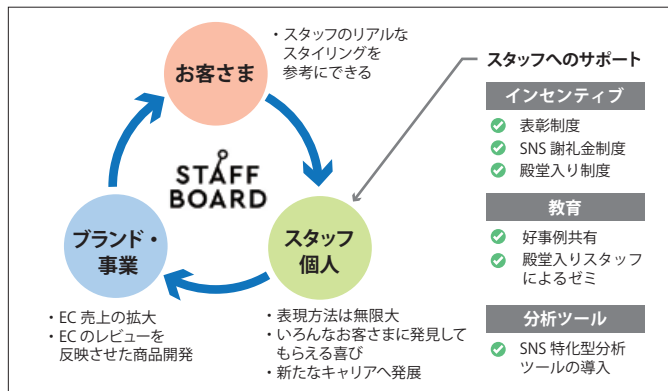 ・スタッフのリアルな
スタイリングを
参考にできる
お客さま
スタッフへのサポート
インセンティブ
表彰制度
SNS 謝礼金制度
殿堂入り制度
STAFF
BOARD
教育
好事例共有
殿堂入りスタッフ
によるゼミ
ブランド・
事業
スタッフ
個人
・EC 売上の拡大
・EC のレビューを
反映させた商品開発
・表現方法は無限大
・いろんなお客さまに発見して
もらえる喜び
・新たなキャリアへ発展
分析ツール
SNS 特化型分析
ツールの導入